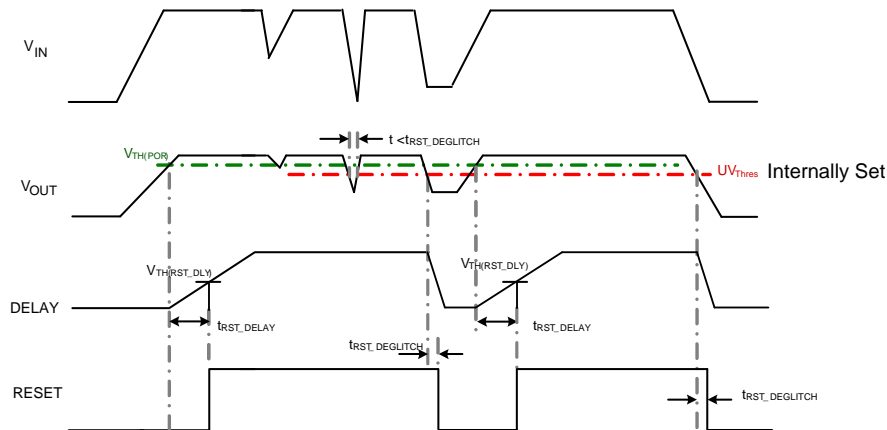 VIN
t <tRST_DEGLITCH
VTH(POR)
UVThres Internally Set
VOUT
VTH(RST_DLY) VTH(RST_DLY)
DELAY
tRST_DELAY tRST_DELAY
tRST_DEGLITCH
RESET
tRST_DEGLITCH